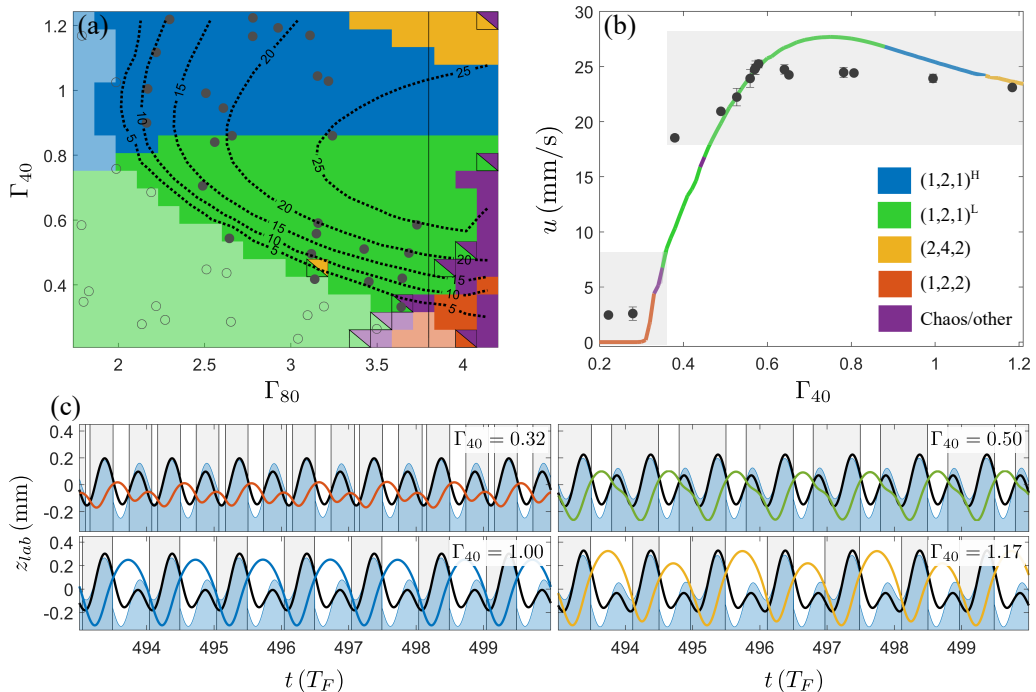 (a)
Γ40
1.2
1
0.8
0.6
0.4
5
10
15
20
25
25
20
15
10
5
5
10
15
20
25
2
2.5
3
3.5
4
Γ80
(b)
u (mm/s)
30
25
20
15
10
5
0
(1,2,1)H
(1,2,1)L
(2,4,2)
(1,2,2)
Chaos/other
0.2
0.4
0.6
0.8
1
1.2
Γ40
(c)
zlab (mm)
0.4
0.2
0
-0.2
Γ40 = 0.32
Γ40 = 0.50
0.4
0.2
0
-0.2
Γ40 = 1.00
Γ40 = 1.17
494 495 496 497 498 499
494 495 496 497 498 499
t (TF)
t (TF)